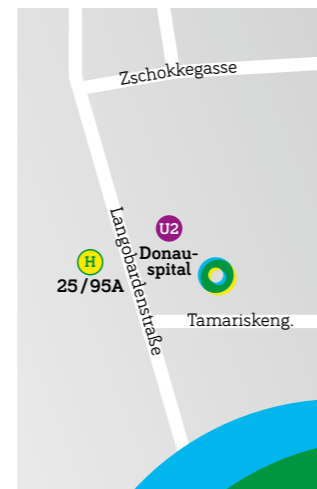 Zschokkegasse
U2
Donau-
spital
H
25/95A
Langobardenstraße
Tamariskeng.